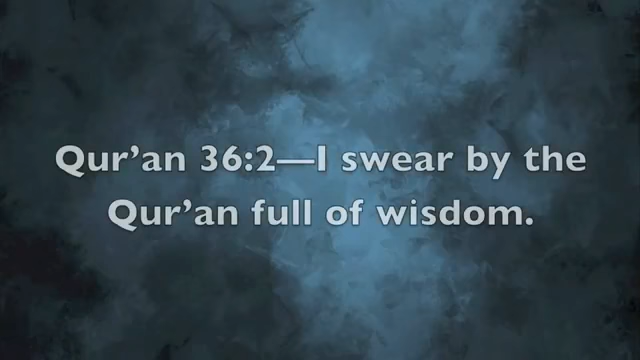 Qur’an 36:2—I swear by the
Qur’an full of wisdom.